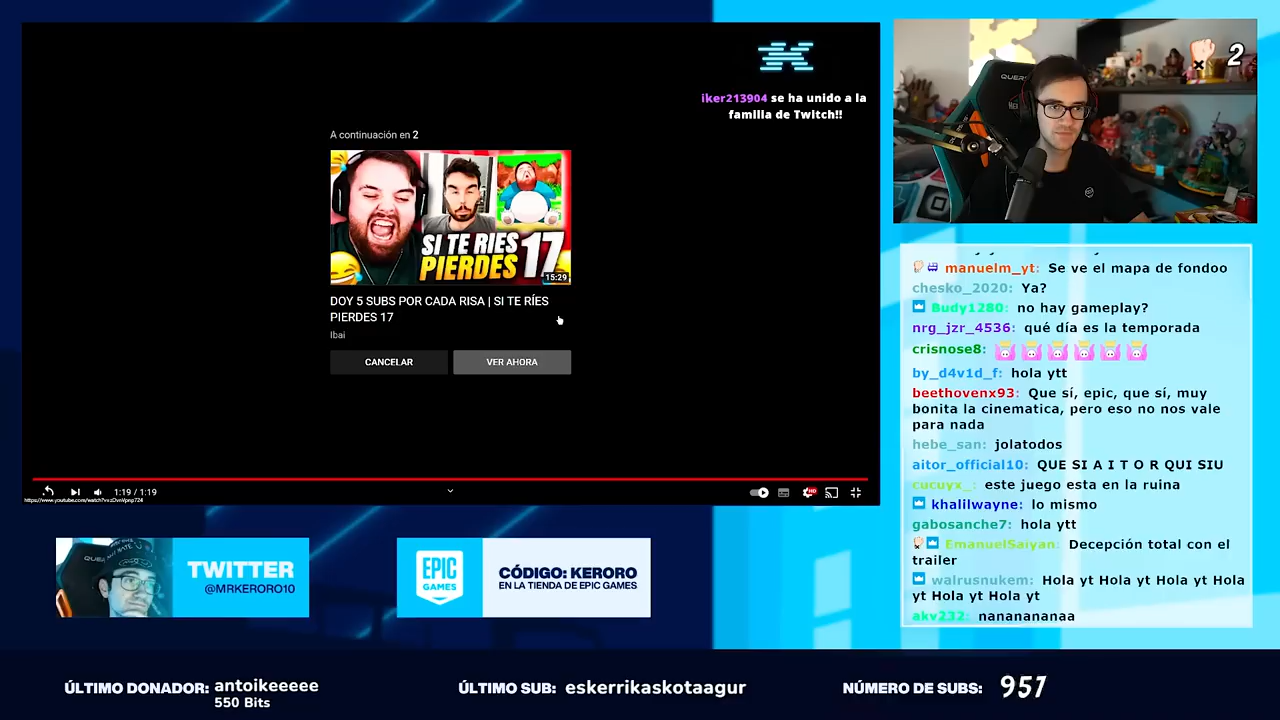 iker213904 se ha unido a la
familia de Twitch!!
A continuación en 2
SI TE RIES
PIERDES 17
15:29
DOY 5 SUBS POR CADA RISA | SI TE RÍES
PIERDES 17
Ibai
CANCELAR
VER AHORA
1:19 / 1:19
HD
2
manuelm_yt: Se ve el mapa de fondoo
chesko_2020: Ya?
Budy1280: no hay gameplay?
nrg_jzr_4536: qué día es la temporada
crisnose8:
by_d4v1d_f: hola ytt
beethovenx93: Que sí, epic, que sí, muy
bonita la cinematica, pero eso no nos vale
para nada
hebe_san: jolatodos
aitor_official10: QUE SI A I T O R QUI SIU
cucuyx_: este juego esta en la ruina
khalilwayne: lo mismo
gabosanche7: hola ytt
EmanuelSaiyan: Decepción total con el
trailer
walrusnukem: Hola yt Hola yt Hola yt Hola
yt Hola yt Hola yt
akv232: nanananaaa
TWITTER
@MRKERORO10
EPIC
GAMES
CÓDIGO: KERORO
EN LA TIENDA DE EPIC GAMES
ÚLTIMO DONADOR: antoikeeeee
550 Bits
ÚLTIMO SUB: eskerrikaskotaagur
NÚMERO DE SUBS: 957